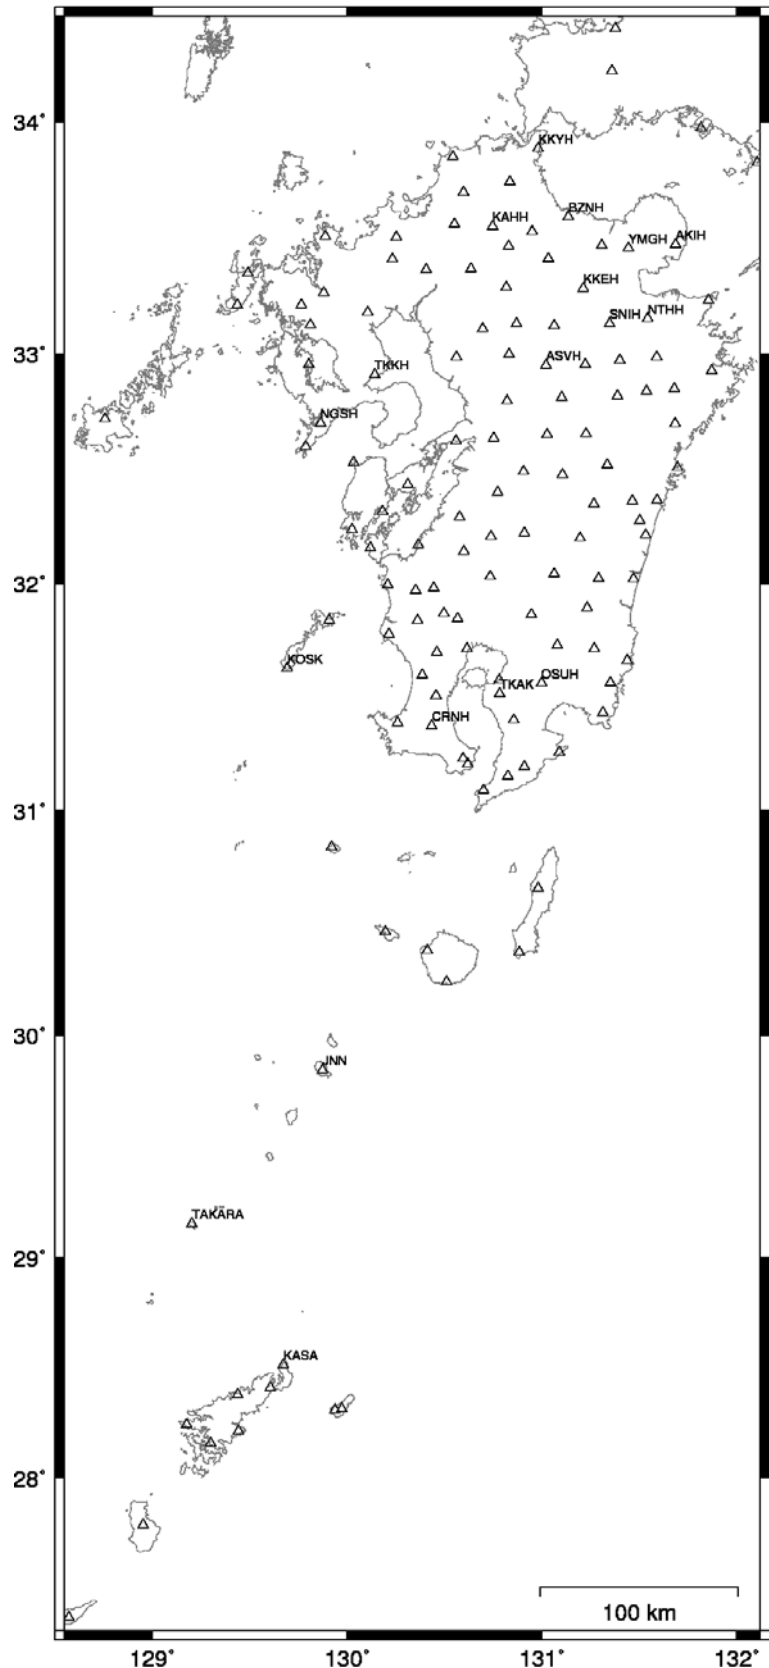 34°
KKYH
BZNH
KAHH
YMGH
AKIH
KKEH
SNIH
NTHH
33°
ASVH
TKKH
NGSH
32°
KOSK
TKAK
OSUH
CRNH
31°
30°
JNN
TAKARA
29°
KASA
28°
100 km
129°
130°
131°
132°